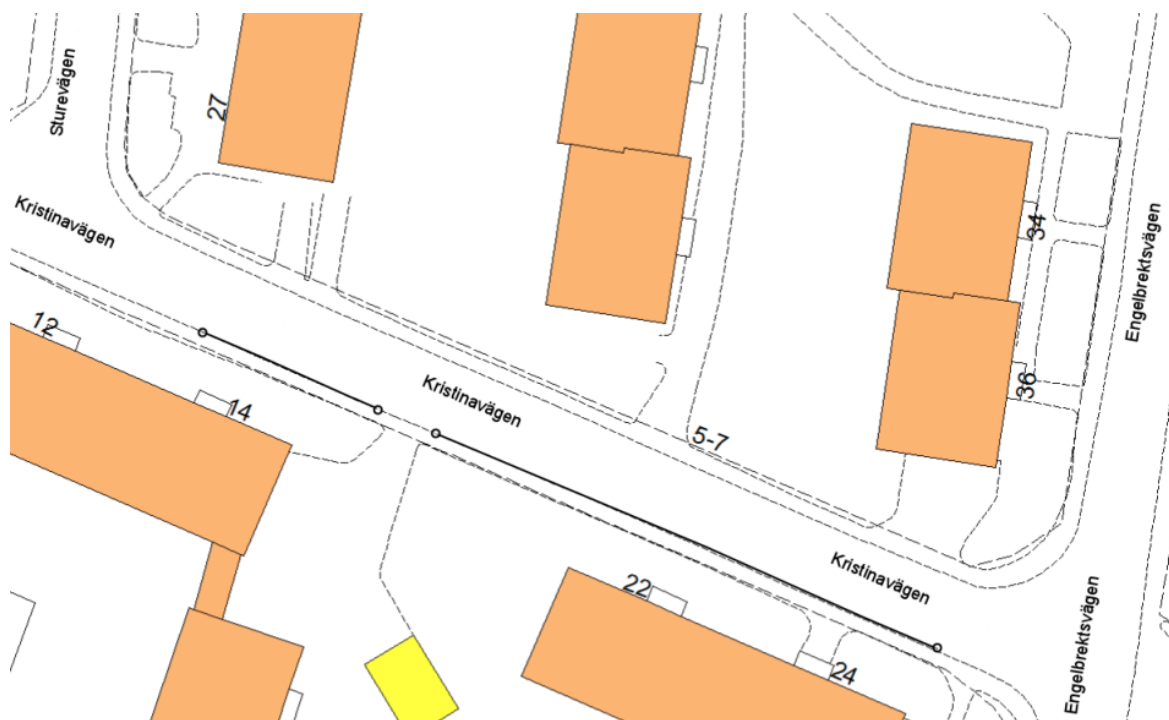 Sturevägen
27
Kristinavägen
34
Engelbrektsvägen
12
14
Kristinavägen
36
5-7
Kristinavägen
22
24
Engelbrektsvägen